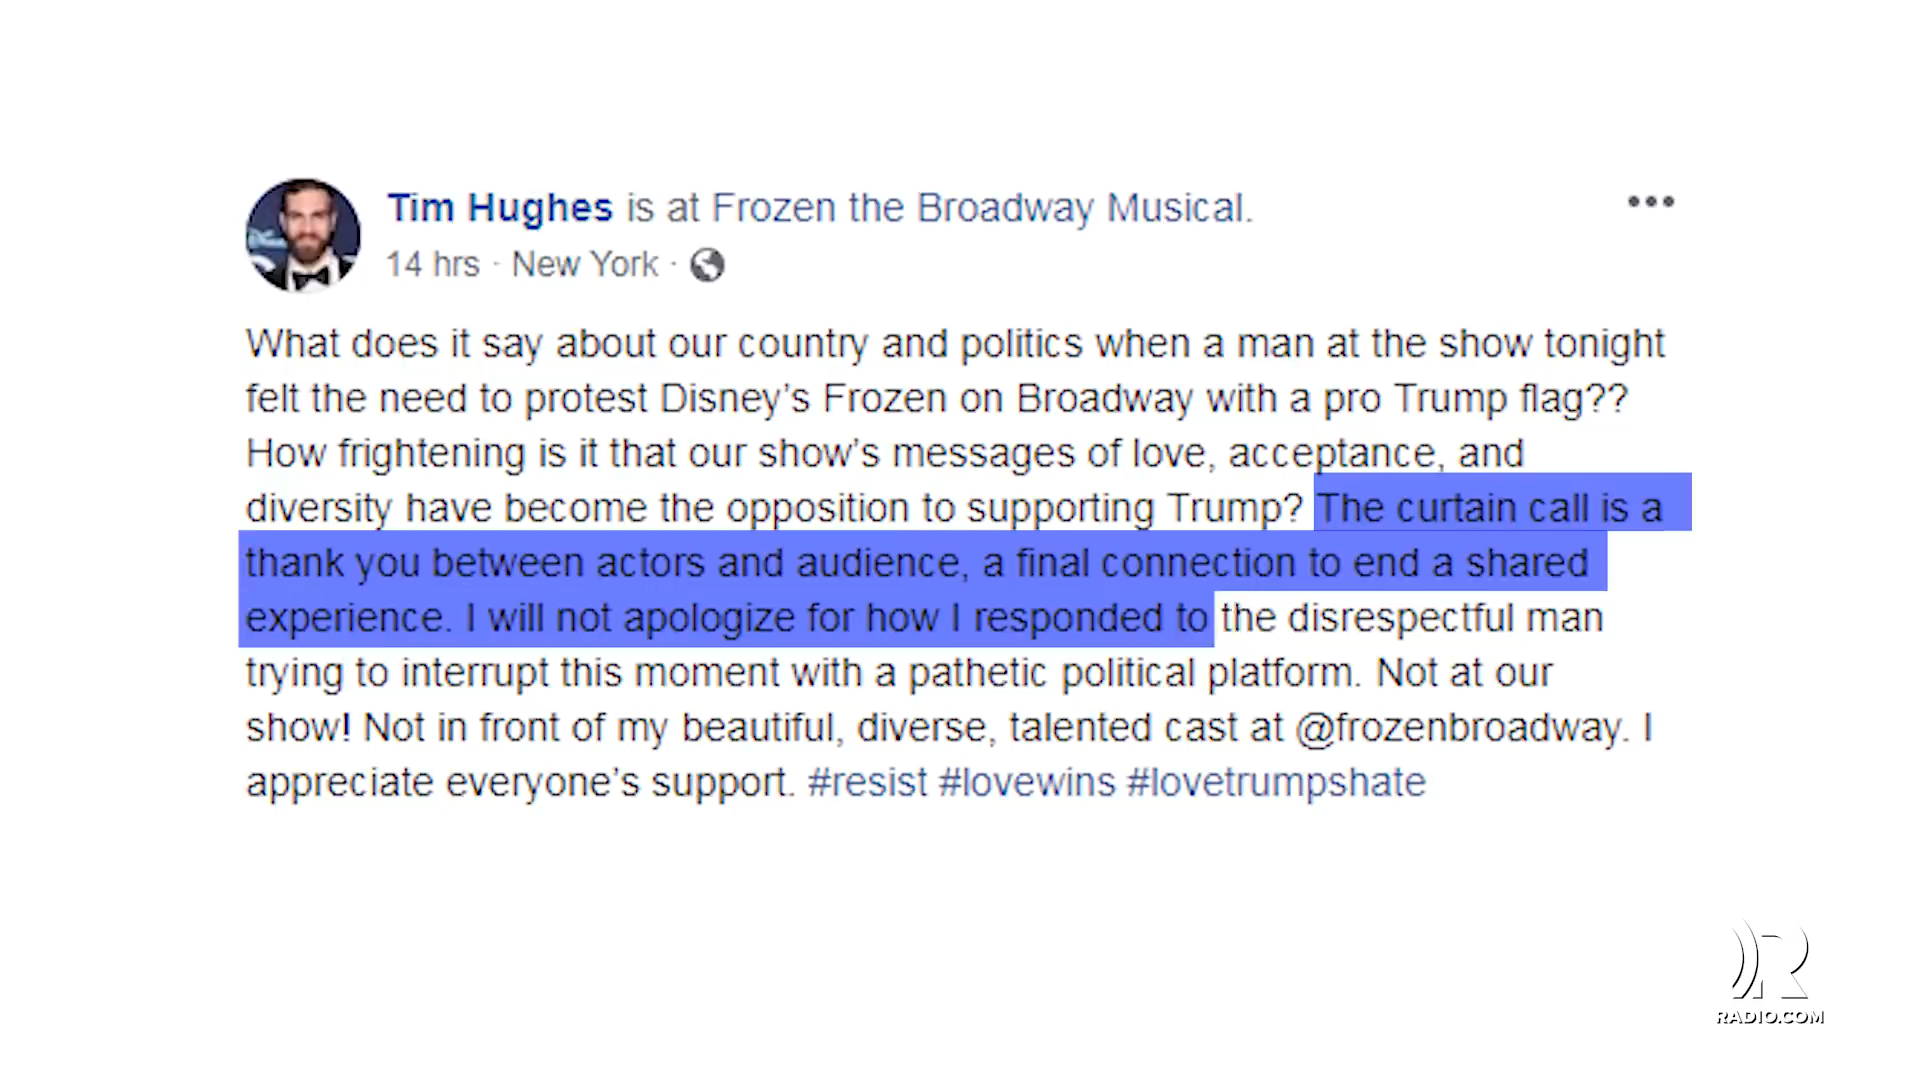 Tim Hughes is at Frozen the Broadway Musical.
14 hrs · New York ·
What does it say about our country and politics when a man at the show tonight
felt the need to protest Disney’s Frozen on Broadway with a pro Trump flag??
How frightening is it that our show’s messages of love, acceptance, and
diversity have become the opposition to supporting Trump? The curtain call is a
thank you between actors and audience, a final connection to end a shared
experience. I will not apologize for how I responded to the disrespectful man
trying to interrupt this moment with a pathetic political platform. Not at our
show! Not in front of my beautiful, diverse, talented cast at @frozenbroadway. I
appreciate everyone’s support. #resist #lovewins #lovetrumpshate
R
RADIO.COM